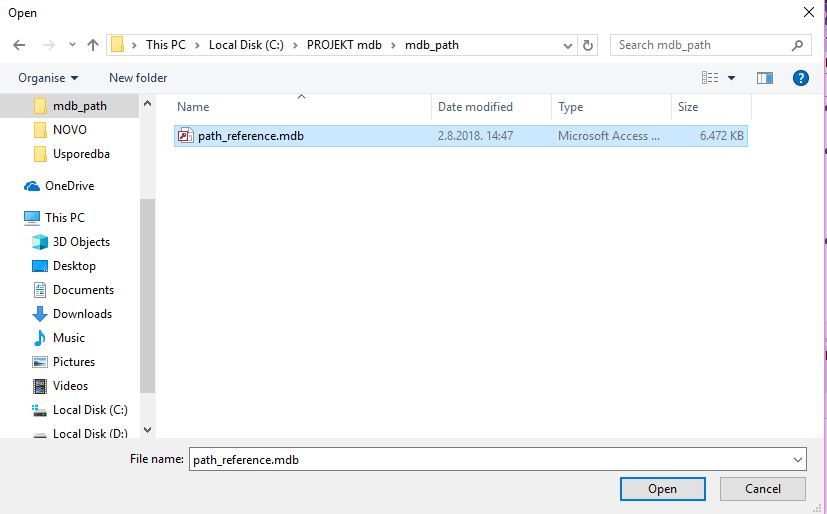 Open
This PC > Local Disk (C:) > PROJEKT mdb > mdb_path
Search mdb_path
Organise
New folder
mdb_path
NOVO
Usporedba
OneDrive
This PC
3D Objects
Desktop
Documents
Downloads
Music
Pictures
Videos
Local Disk (C:)
Local Disk (D:)
Name Date modified Type Size
path_reference.mdb 2.8.2018. 14:47 Microsoft Access ... 6.472 KB
File name: path_reference.mdb
Open Cancel